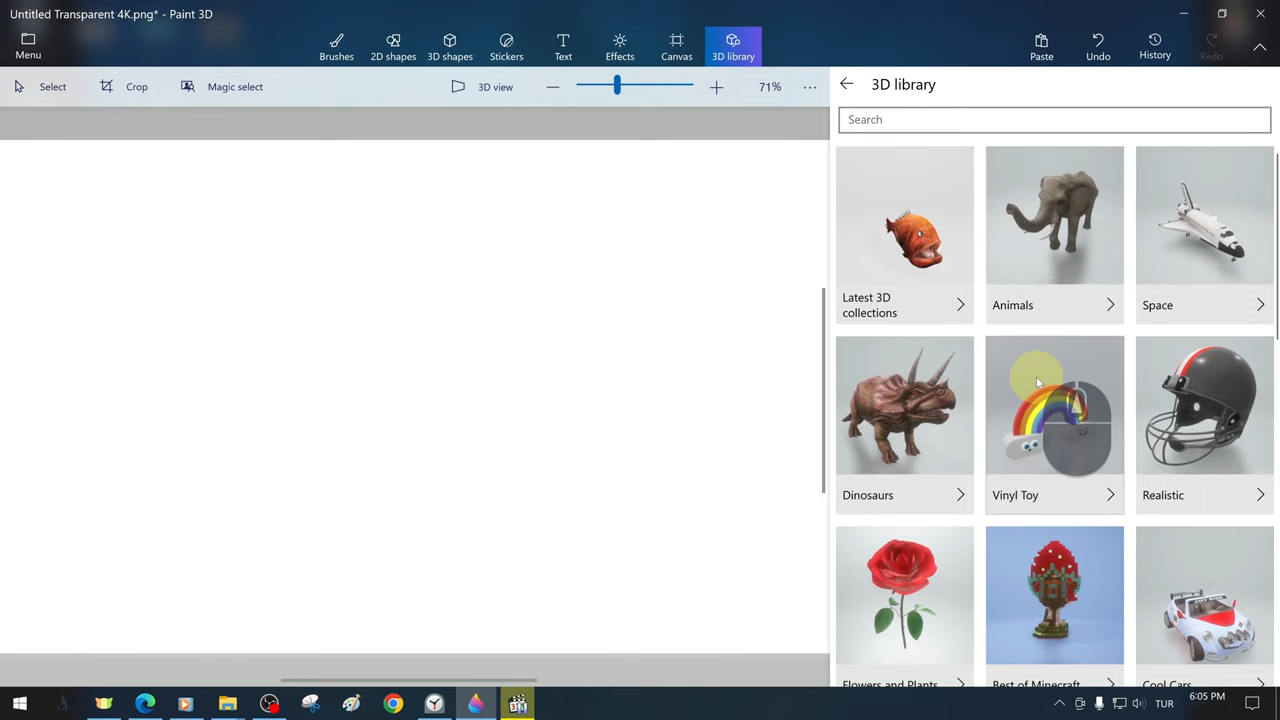 Untitled Transparent 4K.png* - Paint 3D
Menu
Brushes
2D shapes
3D shapes
Stickers
Text
Effects
Canvas
3D library
Paste
Undo
History
Redo
Select
Crop
Magic select
3D view
71%
3D library
Search
Latest 3D
collections
Animals
Space
Dinosaurs
Vinyl Toy
Realistic
Flowers and Plants
Best of Minecraft
Cool Cars
TUR
6:05 PM